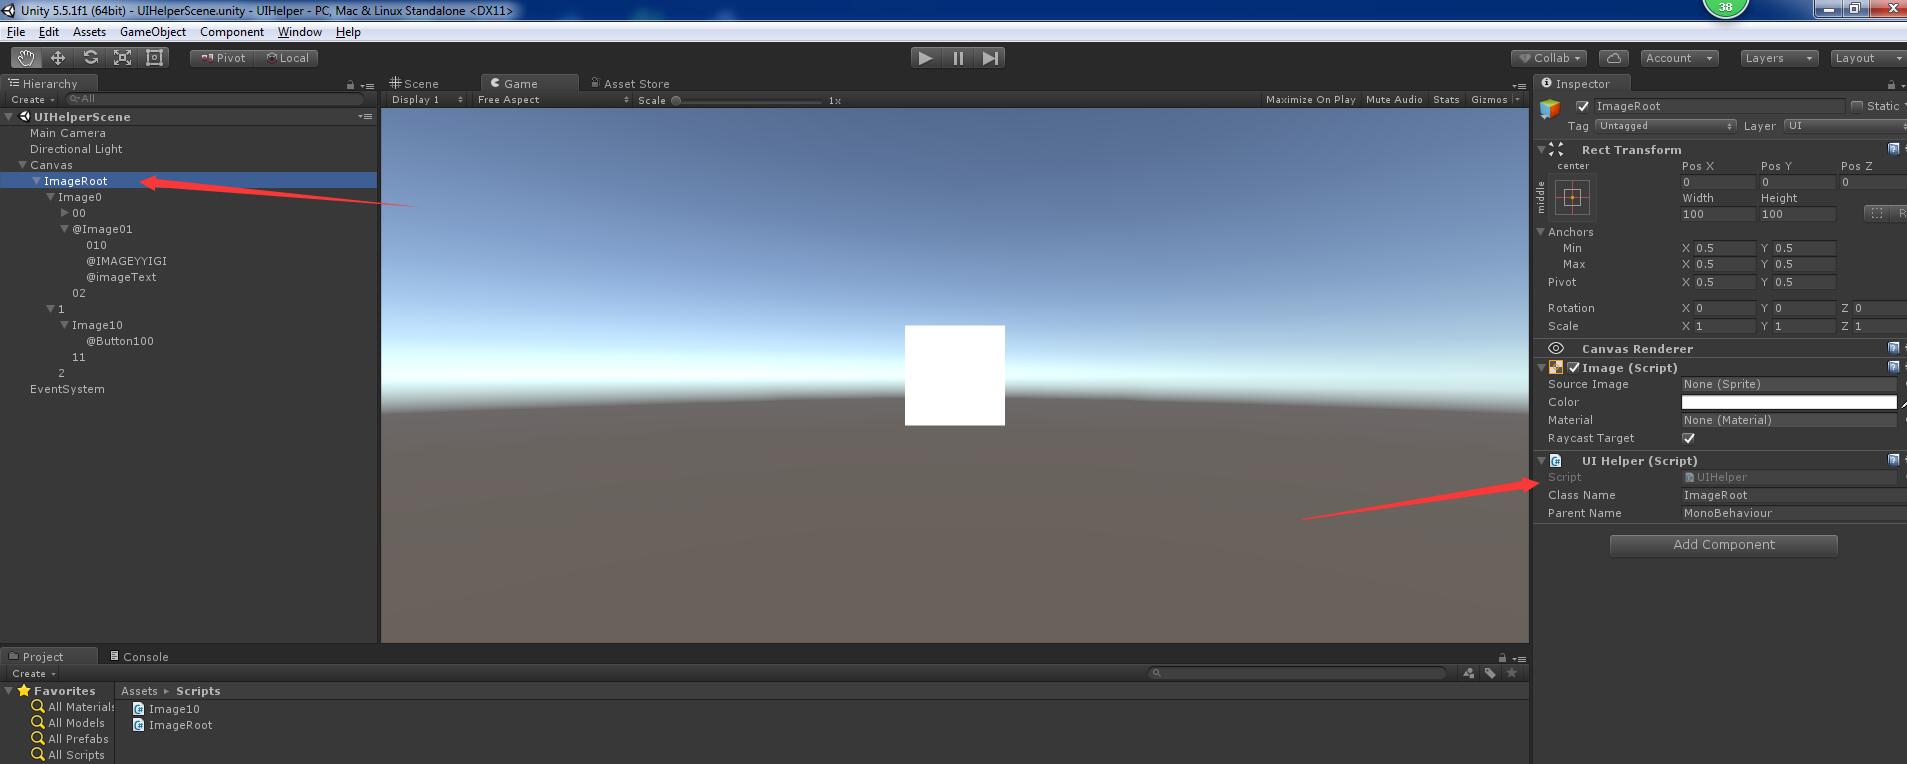 Unity 5.5.1f1 (64bit) - UIHelperScene.unity - UIHelper - PC, Mac & Linux Standalone <DX11>
38
File Edit Assets GameObject Component Window Help
Pivot Local
Collab Account Layers Layout
Hierarchy
Create All
UIHelperScene
Main Camera
Directional Light
Canvas
ImageRoot
Image0
00
@Image01
010
@IMAGEYYIGI
@imageText
02
1
Image10
@Button100
11
2
EventSystem
Scene Game Asset Store
Display 1 Free Aspect Scale 1x Maximize On Play Mute Audio Stats Gizmos
Inspector
ImageRoot Static
Tag Untagged Layer UI
Rect Transform
center Pos X Pos Y Pos Z
middle
0 0 0
Width Height
100 100 R
Anchors
Min X 0.5 Y 0.5
Max X 0.5 Y 0.5
Pivot X 0.5 Y 0.5
Rotation X 0 Y 0 Z 0
Scale X 1 Y 1 Z 1
Canvas Renderer
Image (Script)
Source Image None (Sprite)
Color
Material None (Material)
Raycast Target
UI Helper (Script)
Script UIHelper
Class Name ImageRoot
Parent Name MonoBehaviour
Add Component
Project Console
Create
Favorites
All Materials
All Models
All Prefabs
All Scripts
Assets ▸ Scripts
Image10
ImageRoot